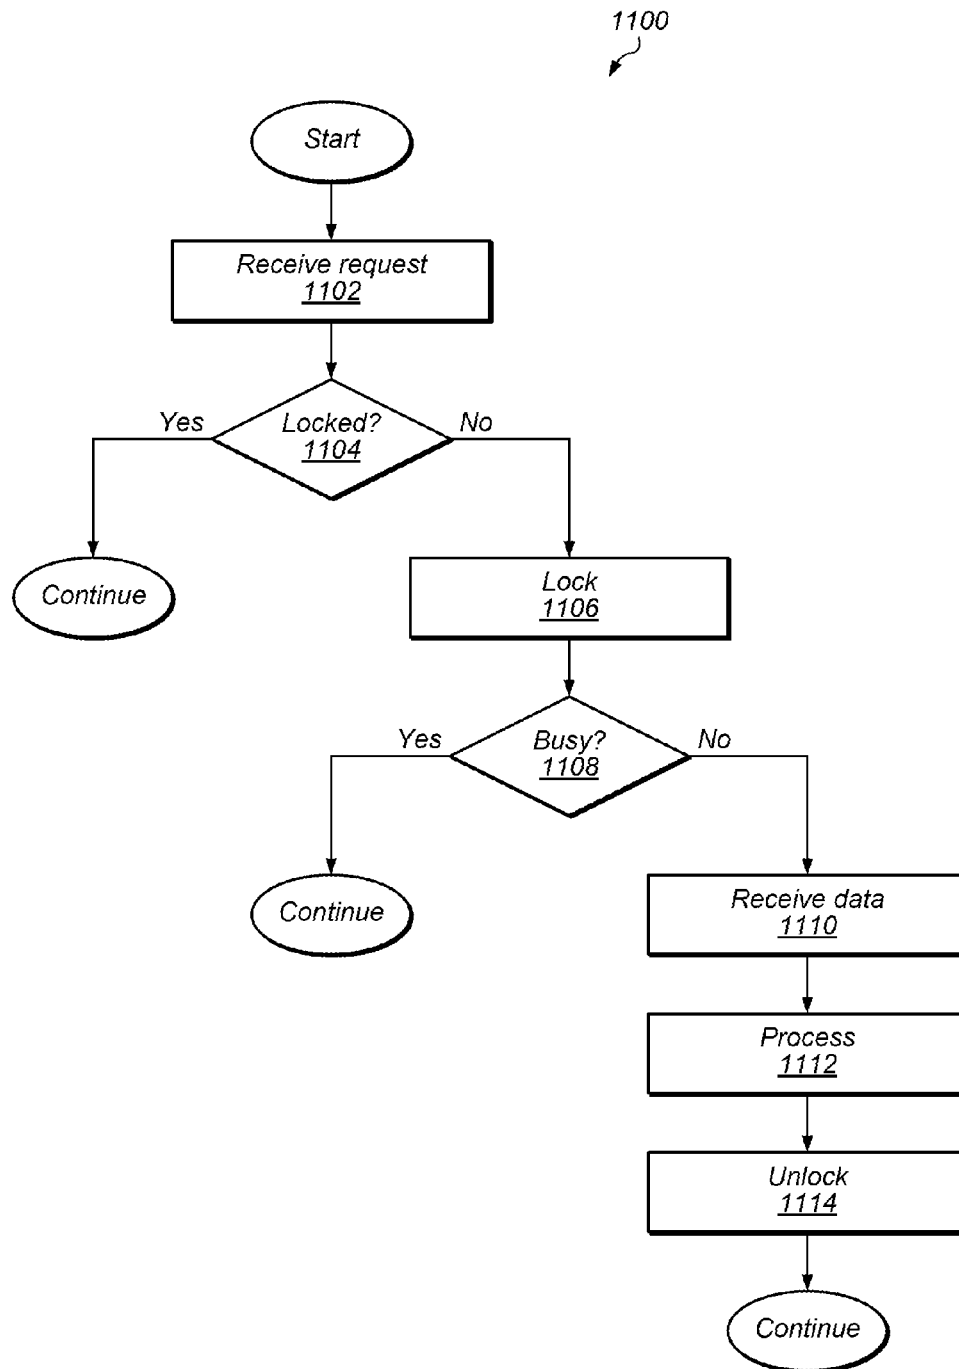 1100
Start
Receive request
1102
Locked?
1104
Yes
No
Continue
Lock
1106
Busy?
1108
Yes
No
Continue
Receive data
1110
Process
1112
Unlock
1114
Continue